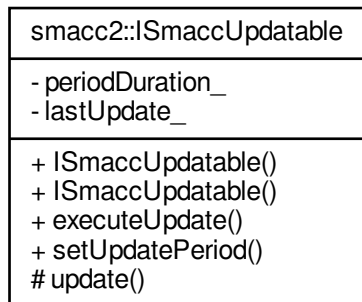 smacc2::ISmaccUpdatable
- periodDuration_
- lastUpdate_
+ ISmaccUpdatable()
+ ISmaccUpdatable()
+ executeUpdate()
+ setUpdatePeriod()
# update()